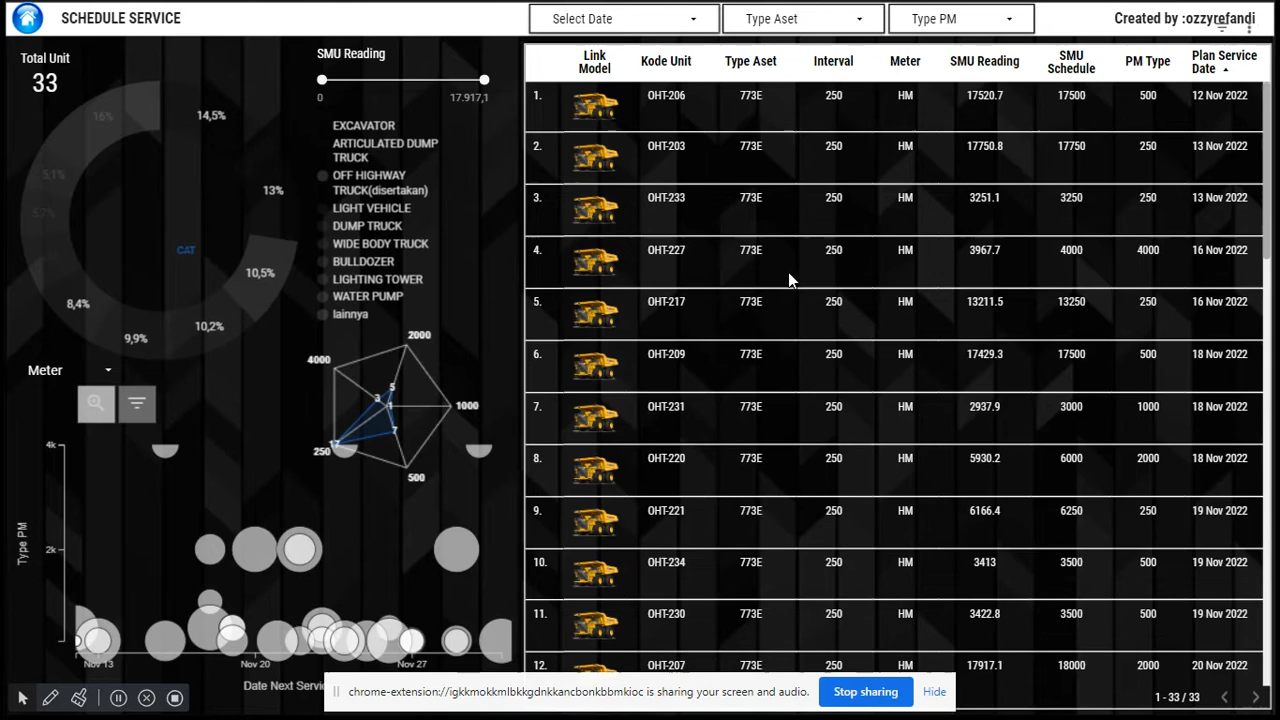 SCHEDULE SERVICE
Select Date
Type Aset
Type PM
Created by :ozzyrefandi
Total Unit
33
16%
14,5%
5,1%
13%
5,7%
CAT
10,5%
8,4%
10,2%
9,9%
SMU Reading
0 17.917,1
EXCAVATOR
ARTICULATED DUMP
TRUCK
OFF HIGHWAY
TRUCK(disertakan)
LIGHT VEHICLE
DUMP TRUCK
WIDE BODY TRUCK
BULLDOZER
LIGHTING TOWER
WATER PUMP
lainnya
2000
4000
5
3
1
1000
7
17
250
500
Meter
4k
2k
Type PM
Nov 13 Nov 20 Nov 27
Link Model Kode Unit Type Aset Interval Meter SMU Reading SMU Schedule PM Type Plan Service Date
1. OHT-206 773E 250 HM 17520.7 17500 500 12 Nov 2022
2. OHT-203 773E 250 HM 17750.8 17750 250 13 Nov 2022
3. OHT-233 773E 250 HM 3251.1 3250 250 13 Nov 2022
4. OHT-227 773E 250 HM 3967.7 4000 4000 16 Nov 2022
5. OHT-217 773E 250 HM 13211.5 13250 250 16 Nov 2022
6. OHT-209 773E 250 HM 17429.3 17500 500 18 Nov 2022
7. OHT-231 773E 250 HM 2937.9 3000 1000 18 Nov 2022
8. OHT-220 773E 250 HM 5930.2 6000 2000 18 Nov 2022
9. OHT-221 773E 250 HM 6166.4 6250 250 19 Nov 2022
10. OHT-234 773E 250 HM 3413 3500 500 19 Nov 2022
11. OHT-230 773E 250 HM 3422.8 3500 500 19 Nov 2022
12. OHT-207 773E 250 HM 17917.1 18000 2000 20 Nov 2022
Date Next
chrome-extension://igkkmokkmlbkkgdnkkancbonkbbmkioc is sharing your screen and audio.
Stop sharing
Hide
1 - 33 / 33